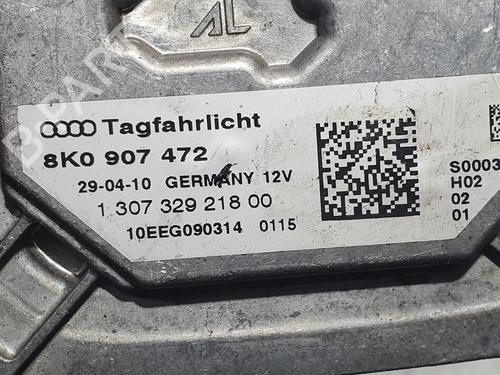 AL
Tagfahrlicht
8K0 907 472
29-04-10 GERMANY 12V
1 307 329 218 00
10EEG090314 0115
S0003
H02
02
01
B-PARTS